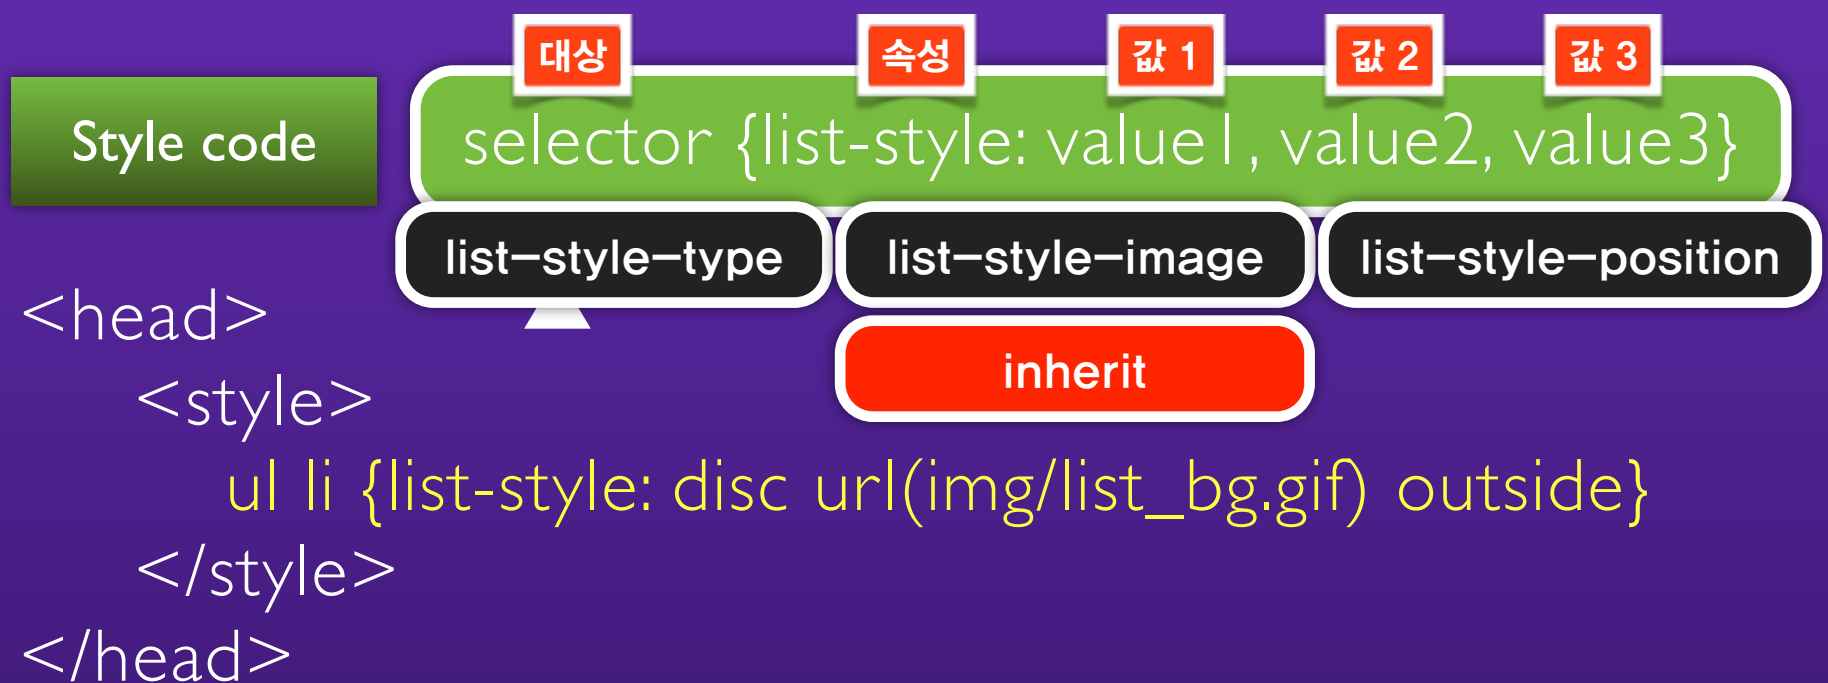 대상 속성 값 1 값 2 값 3
Style code
selector {list-style: value1, value2, value3}
list-style-type list-style-image list-style-position
inherit
<head>
<style>
ul li {list-style: disc url(img/list_bg.gif) outside}
</style>
</head>